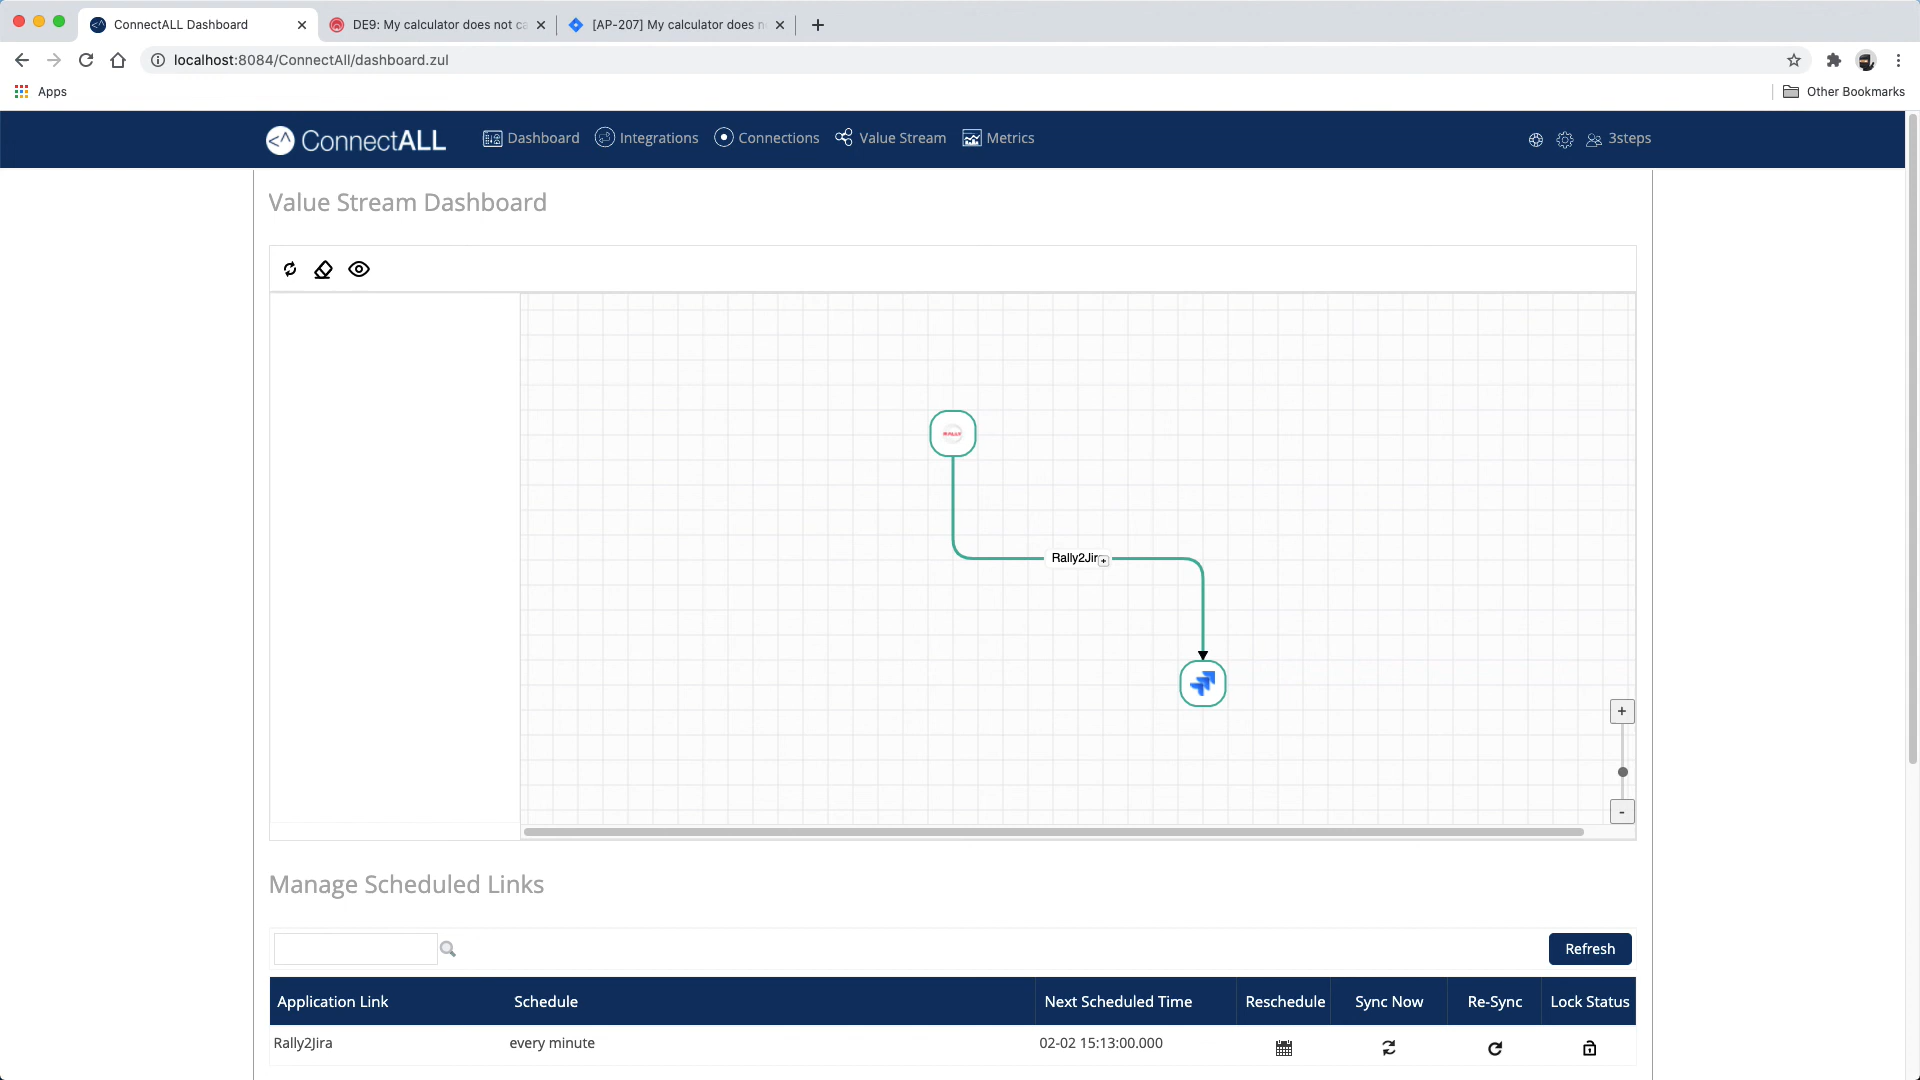 ConnectALL Dashboard
DE9: My calculator does not ca
[AP-207] My calculator does n
localhost:8084/ConnectAll/dashboard.zul
Apps
Other Bookmarks
<^ ConnectALL
Dashboard
Integrations
Connections
Value Stream
Metrics
3steps
Value Stream Dashboard
RALLY
Rally2Jir
+
-
Manage Scheduled Links
Refresh
Application Link
Schedule
Next Scheduled Time
Reschedule
Sync Now
Re-Sync
Lock Status
Rally2Jira
every minute
02-02 15:13:00.000